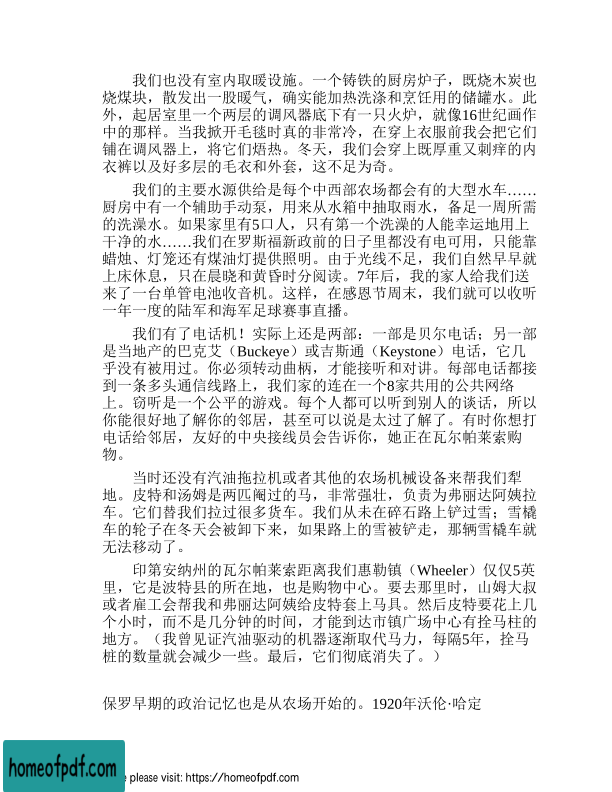 我们也没有室内取暖设施。一个铸铁的厨房炉子，既烧木炭也
烧煤块，散发出一股暖气，确实能加热洗涤和烹饪用的储罐水。此
外，起居室里一个两层的调风器底下有一只火炉，就像16世纪画作
中的那样。当我掀开毛毯时真的非常冷，在穿上衣服前我会把它们
铺在调风器上，将它们焐热。冬天，我们会穿上既厚重又刺痒的内
衣裤以及好多层的毛衣和外套，这不足为奇。
我们的主要水源供给是每个中西部农场都会有的大型水车……
厨房中有一个辅助手动泵，用来从水箱中抽取雨水，备足一周所需
的洗澡水。如果家里有5口人，只有第一个洗澡的人能幸运地用上
干净的水……我们在罗斯福新政前的日子里都没有电可用，只能靠
蜡烛、灯笼还有煤油灯提供照明。由于光线不足，我们自然早早就
上床休息，只在晨晓和黄昏时分阅读。7年后，我的家人给我们送
来了一台单管电池收音机。这样，在感恩节周末，我们就可以收听
一年一度的陆军和海军足球赛事直播。
我们有了电话机！实际上还是两部：一部是贝尔电话；另一部
是当地产的巴克艾（Buckeye）或吉斯通（Keystone）电话，它几
乎没有被用过。你必须转动曲柄，才能接听和对讲。每部电话都接
到一条多头通信线路上，我们家的连在一个8家共用的公共网络
上。窃听是一个公平的游戏。每个人都可以听到别人的谈话，所以
你能很好地了解你的邻居，甚至可以说是太过了解了。有时你想打
电话给邻居，友好的中央接线员会告诉你，她正在瓦尔帕莱索购
物。
当时还没有汽油拖拉机或者其他的农场机械设备来帮我们犁
地。皮特和汤姆是两匹阉过的马，非常强壮，负责为弗丽达阿姨拉
车。它们替我们拉过很多货车。我们从未在碎石路上铲过雪；雪橇
车的轮子在冬天会被卸下来，如果路上的雪被铲走，那辆雪橇车就
无法移动了。
印第安纳州的瓦尔帕莱索距离我们惠勒镇（Wheeler）仅仅5英
里，它是波特县的所在地，也是购物中心。要去那里时，山姆大叔
或者雇工会帮我和弗丽达阿姨给皮特套上马具。然后皮特要花上几
个小时，而不是几分钟的时间，才能到达市镇广场中心有拴马柱的
地方。（我曾见证汽油驱动的机器逐渐取代马力，每隔5年，拴马
桩的数量就会减少一些。最后，它们彻底消失了。）
保罗早期的政治记忆也是从农场开始的。1920年沃伦·哈定
homeofpdf.com
please visit: https://homeofpdf.com